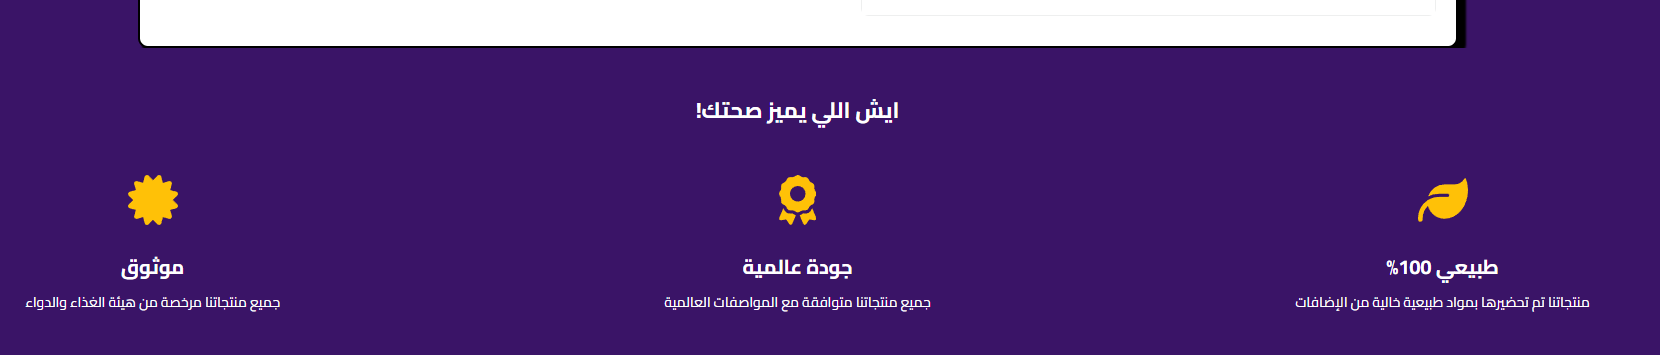 ايش اللي يميز صحتك!
طبيعي 100%
منتجاتنا تم تحضيرها بمواد طبيعية خالية من الإضافات
جودة عالمية
جميع منتجاتنا متوافقة مع المواصفات العالمية
موثوق
جميع منتجاتنا مرخصة من هيئة الغذاء والدواء